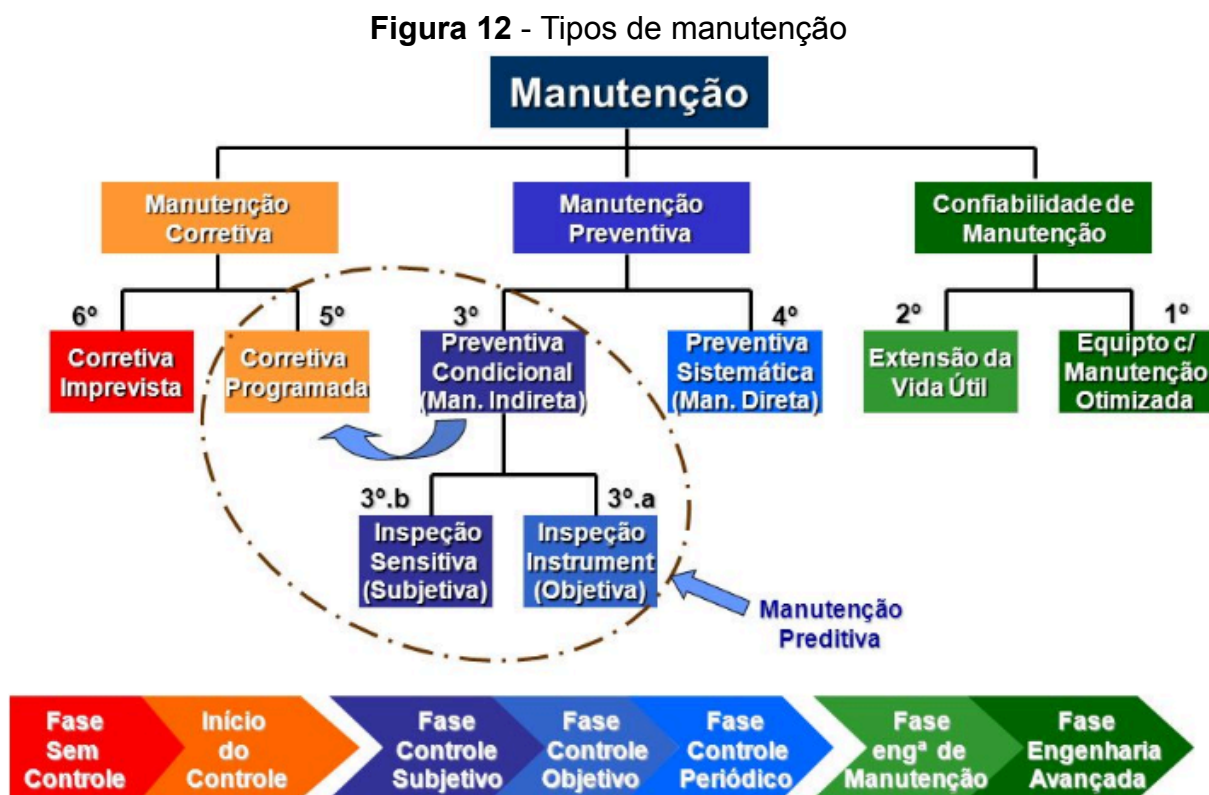 Figura 12 - Tipos de manutenção
Manutenção
Manutenção
Corretiva
Manutenção
Preventiva
Confiabilidade de
Manutenção
6º
Corretiva
Imprevista
5º
Corretiva
Programada
3º
Preventiva
Condicional
(Man. Indireta)
4º
Preventiva
Sistemática
(Man. Direta)
2º
Extensão da
Vida Útil
1º
Equipto c/
Manutenção
Otimizada
3º.b
Inspeção
Sensitiva
(Subjetiva)
3º.a
Inspeção
Instrument
(Objetiva)
Manutenção
Preditiva
Fase
Sem
Controle
Início
do
Controle
Fase
Controle
Subjetivo
Fase
Controle
Objetivo
Fase
Controle
Periódico
Fase
engª de
Manutenção
Fase
Engenharia
Avançada